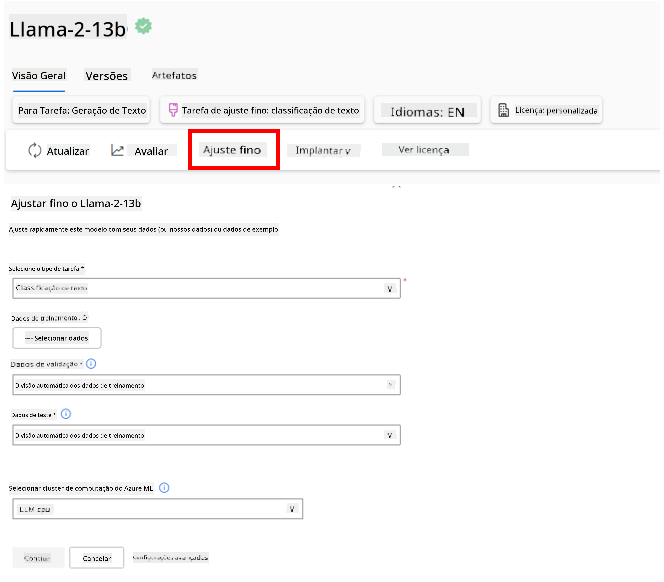 Llama-2-13b
Visão Geral Versões Artefatos
Para Tarefa: Geração de Texto Tarefa de ajuste fino: classificação de texto Idiomas: EN Licença: personalizada
Atualizar Avaliar Ajuste fino Implantar v Ver licença
Ajustar fino o Llama-2-13b
Ajuste rapidamente este modelo com seus dados (ou nossos dados) ou dados de exemplo
Selecione o tipo de tarefa *
Classificação de texto
Dados de treinamento
Selecionar dados
Dados de validação *
Divisão automática dos dados de treinamento
Dados de teste *
Divisão automática dos dados de treinamento
Selecionar cluster de computação do Azure ML
Cancelar Configurações avançadas